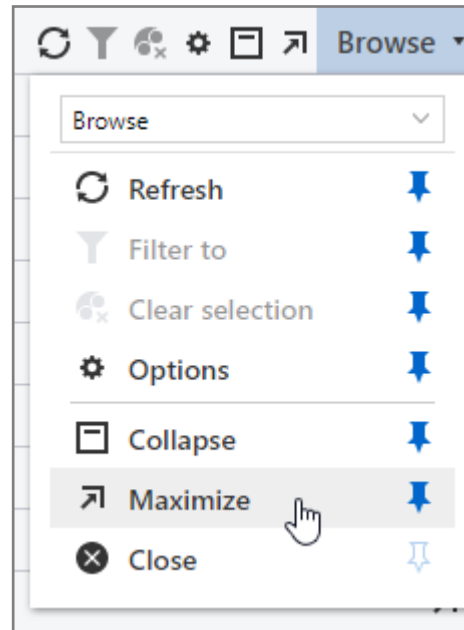 Browse
Browse
Refresh
Filter to
Clear selection
Options
Collapse
Maximize
Close